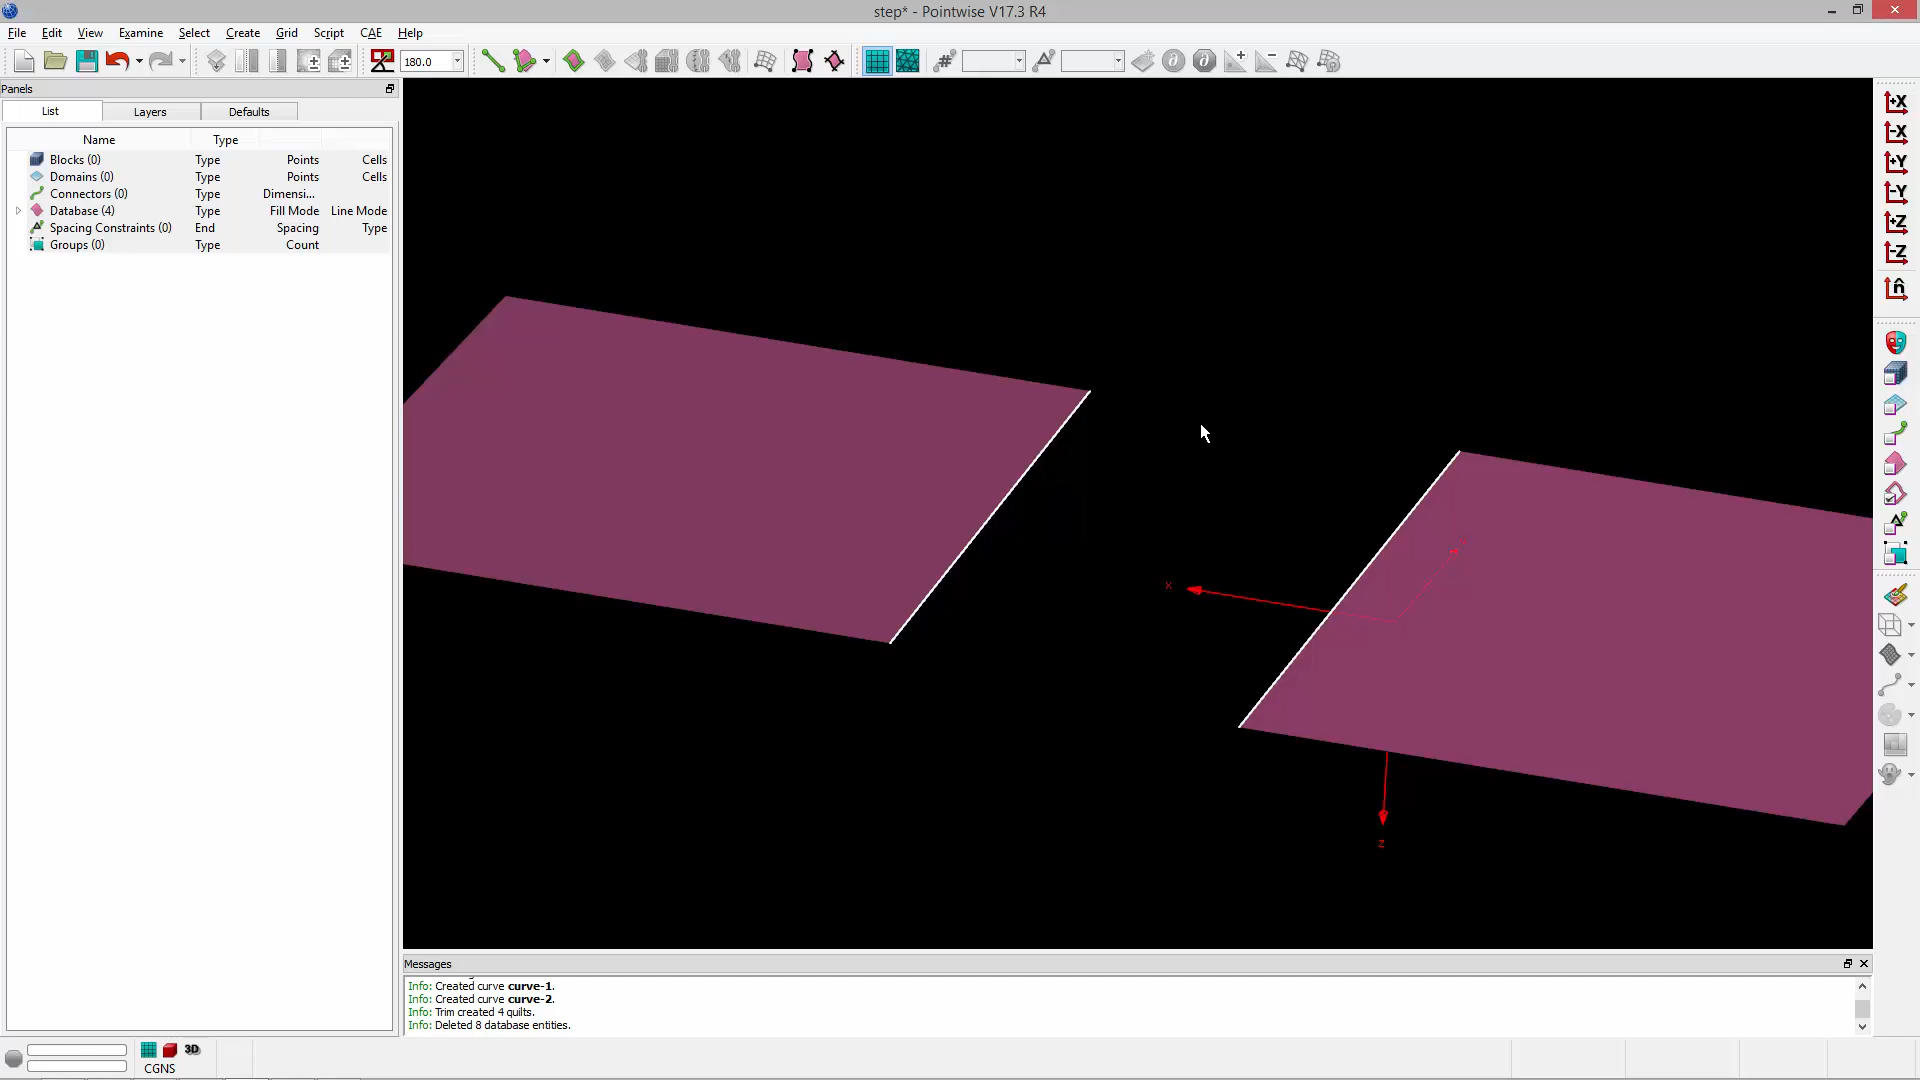 step* - Pointwise V17.3 R4
File Edit View Examine Select Create Grid Script CAE Help
180.0
Panels
List Layers Defaults
Name Type
Blocks (0) Type Points Cells
Domains (0) Type Points Cells
Connectors (0) Type Dimensi...
Database (4) Type Fill Mode Line Mode
Spacing Constraints (0) End Spacing Type
Groups (0) Type Count
+X
-X
+Y
-Y
+Z
-Z
n̂
x
z
Messages
Info: Created curve curve-1.
Info: Created curve curve-2.
Info: Trim created 4 quilts.
Info: Deleted 8 database entities.
3D
CGNS